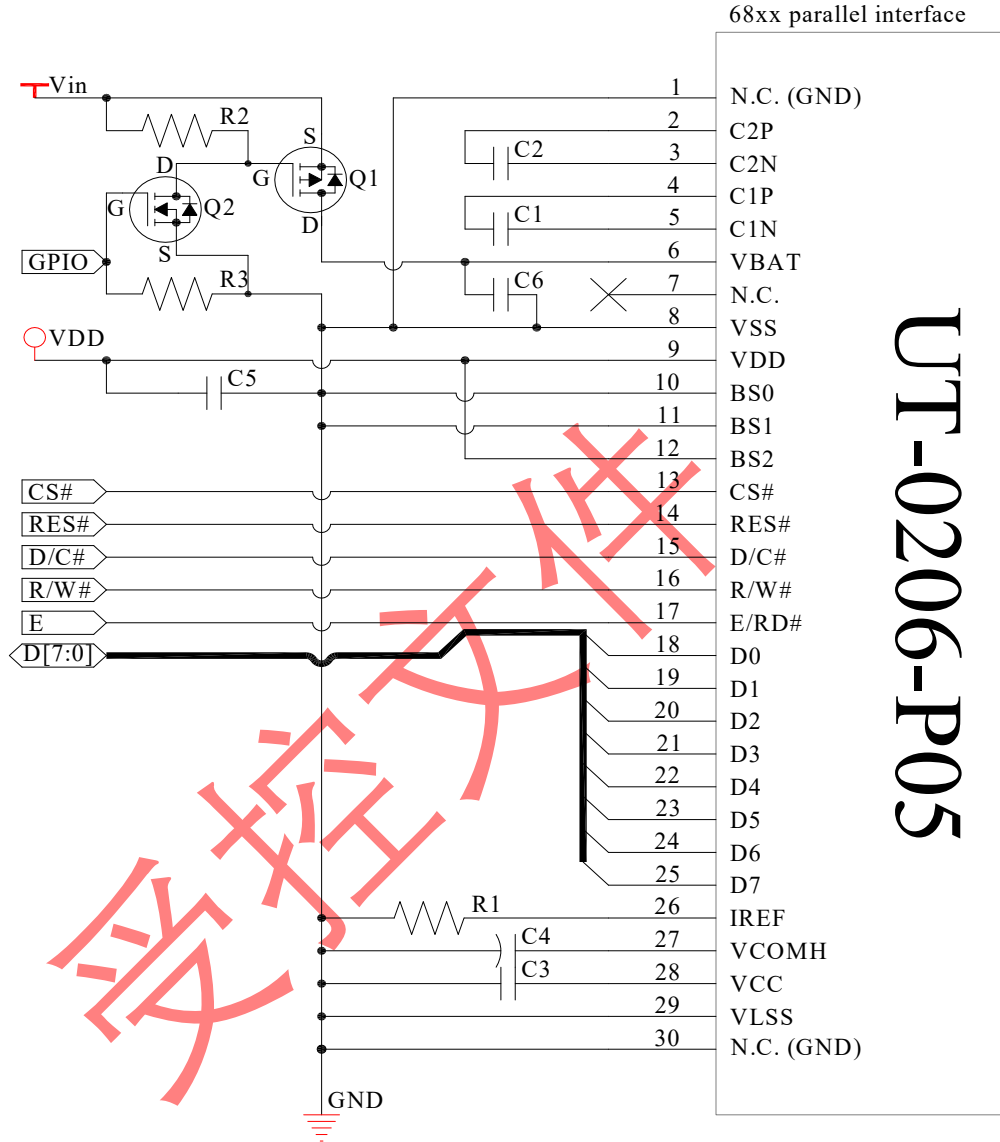 68xx parallel interface
Vin
R2
S
G
Q1
D
D
G
Q2
S
GPIO
R3
VDD
C5
C2
C1
C6
1 N.C. (GND)
2 C2P
3 C2N
4 C1P
5 C1N
6 VBAT
7 N.C.
8 VSS
9 VDD
10 BS0
11 BS1
12 BS2
CS# 13 CS#
RES# 14 RES#
D/C# 15 D/C#
R/W# 16 R/W#
E 17 E/RD#
D[7:0] 18 D0
19 D1
20 D2
21 D3
22 D4
23 D5
24 D6
25 D7
R1 26 IREF
C4 27 VCOMH
C3 28 VCC
29 VLSS
30 N.C. (GND)
GND
UT-0206-P05
受控文件